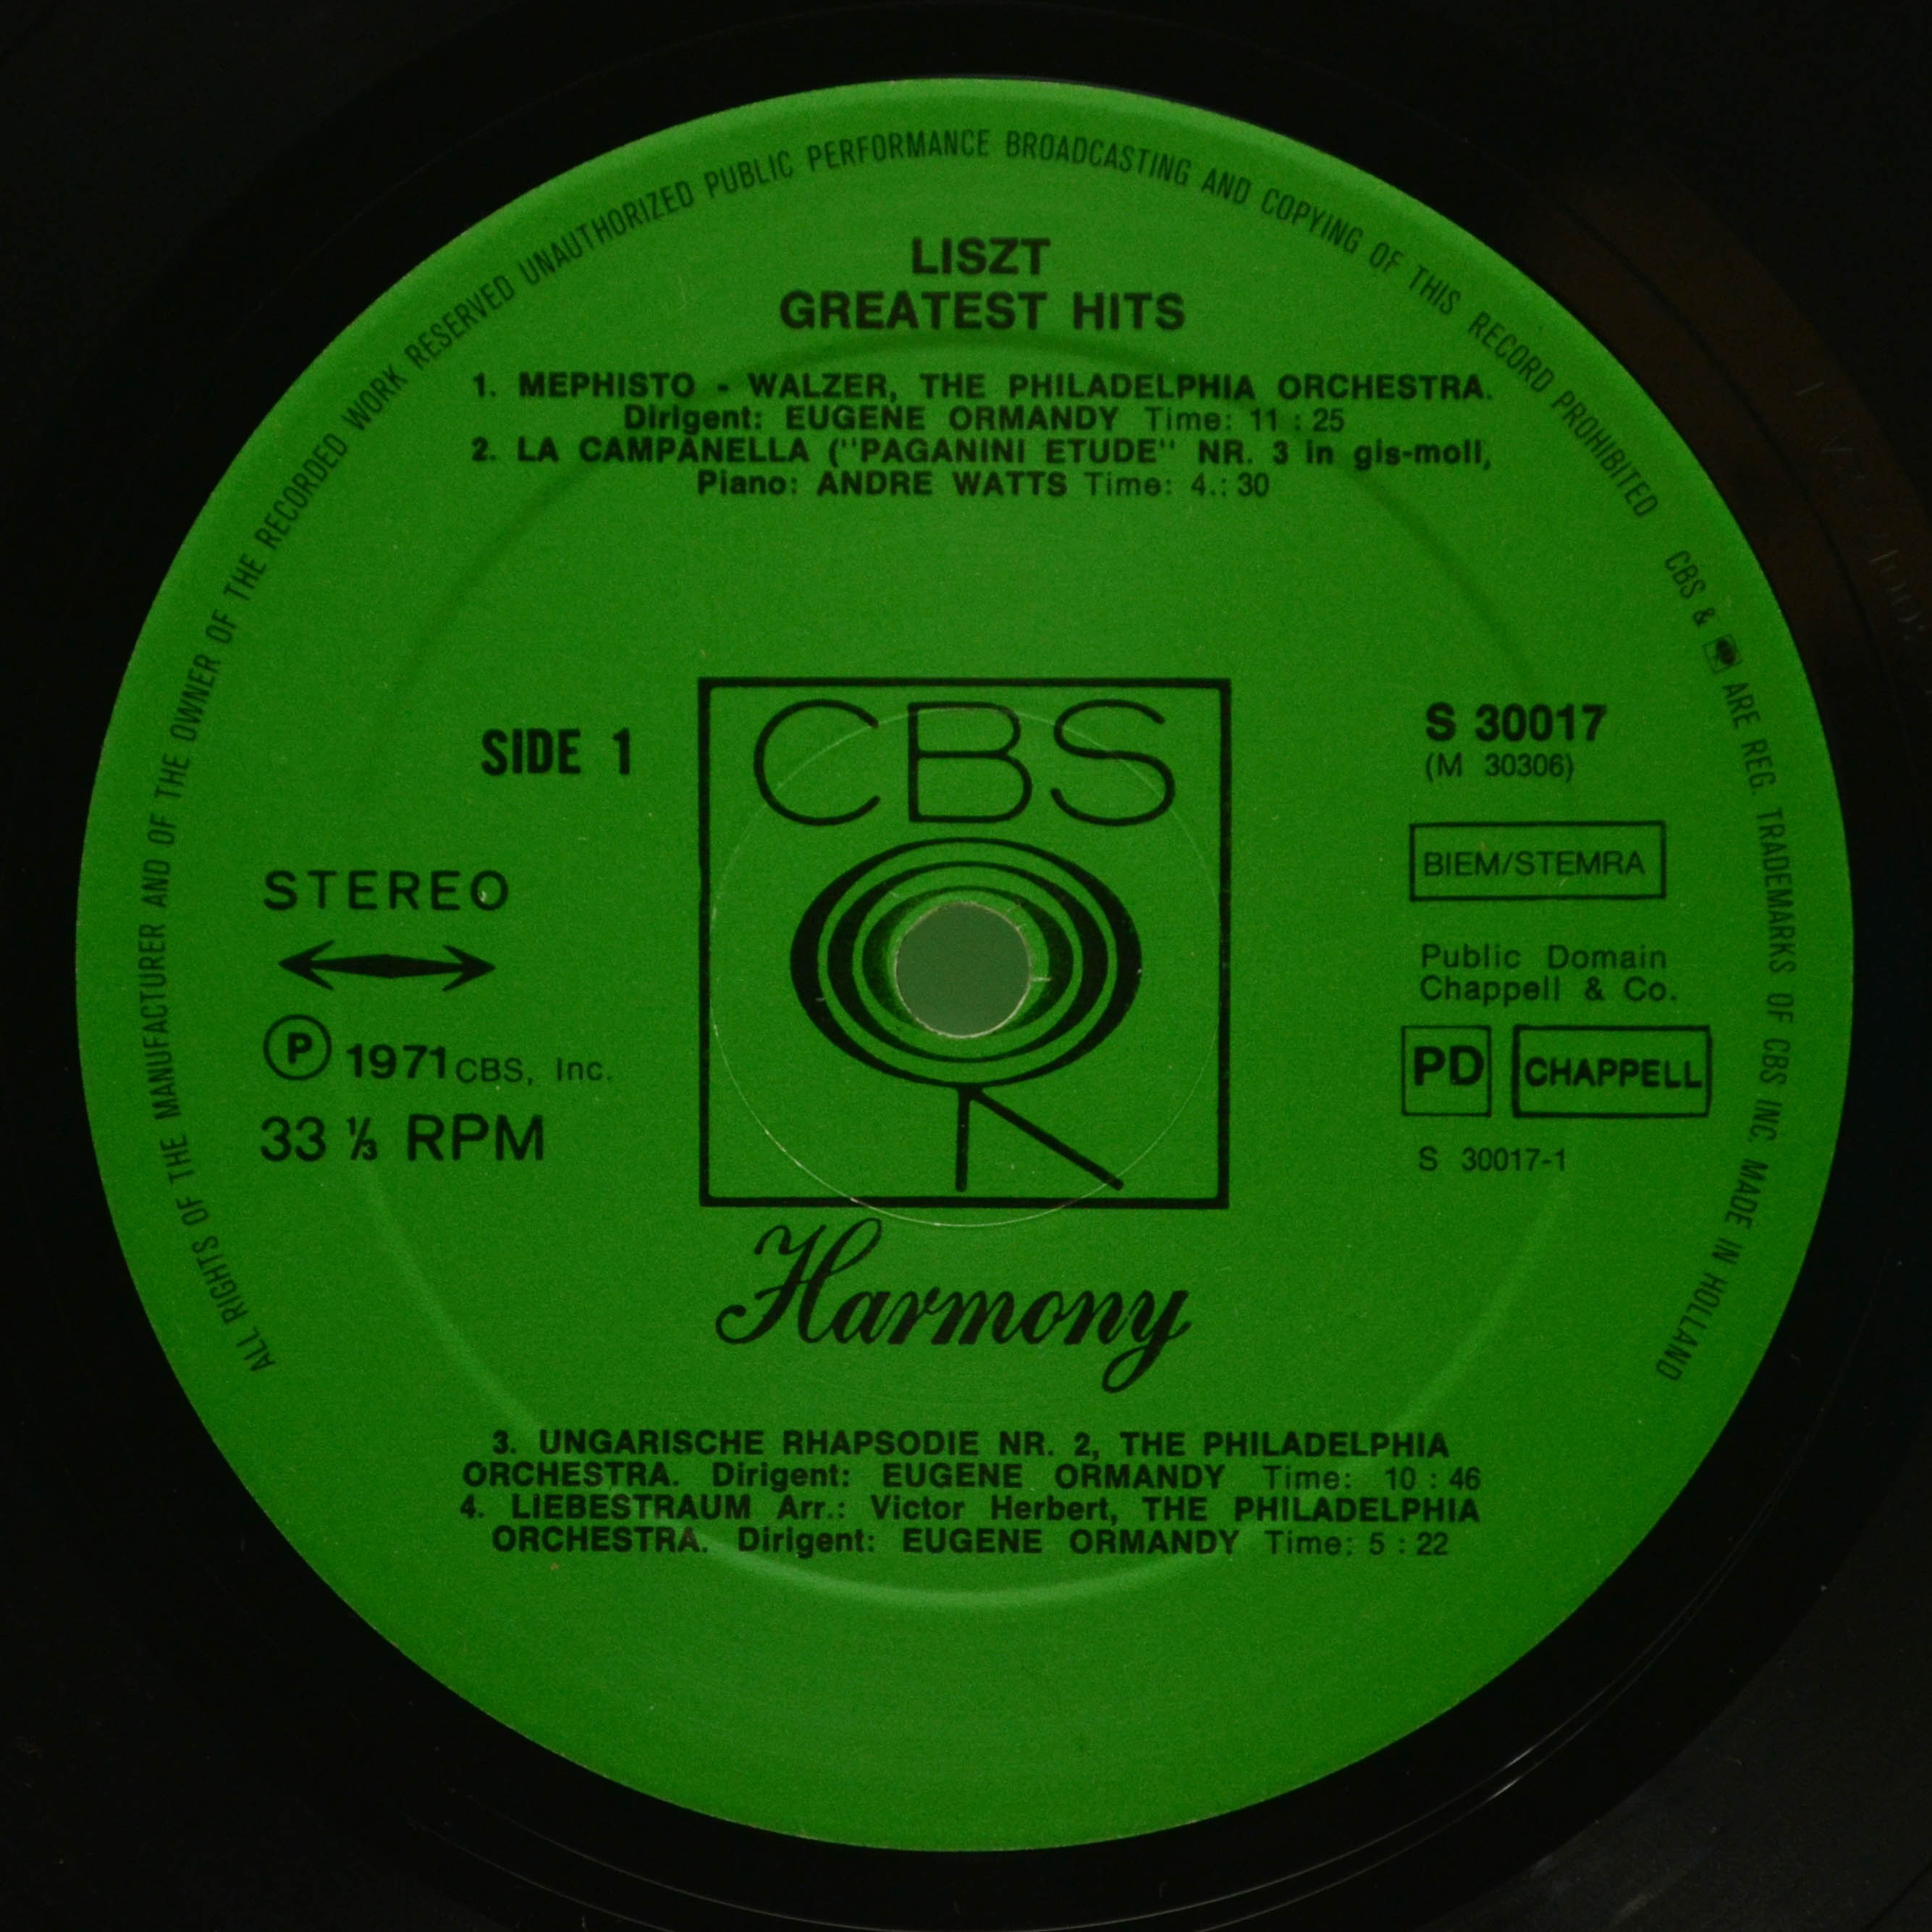 ALL RIGHTS OF THE MANUFACTURER AND OF THE OWNER OF THE RECORDED WORK RESERVED UNAUTHORIZED PUBLIC PERFORMANCE BROADCASTING AND COPYING OF THIS RECORD PROHIBITED CBS & ARE REG. TRADEMARKS OF CBS INC. MADE IN HOLLAND
LISZT
GREATEST HITS
1. MEPHISTO - WALZER, THE PHILADELPHIA ORCHESTRA.
Dirigent: EUGENE ORMANDY Time: 11 : 25
2. LA CAMPANELLA ("PAGANINI ETUDE" NR. 3 in gis-moll,
Piano: ANDRE WATTS Time: 4.: 30
SIDE 1
STEREO
℗ 1971 CBS, Inc.
33 ⅓ RPM
CBS
S 30017
(M 30306)
BIEM/STEMRA
Public Domain
Chappell & Co.
PD CHAPPELL
S 30017-1
Harmony
3. UNGARISCHE RHAPSODIE NR. 2, THE PHILADELPHIA
ORCHESTRA. Dirigent: EUGENE ORMANDY Time: 10 : 46
4. LIEBESTRAUM Arr.: Victor Herbert, THE PHILADELPHIA
ORCHESTRA. Dirigent: EUGENE ORMANDY Time: 5 : 22